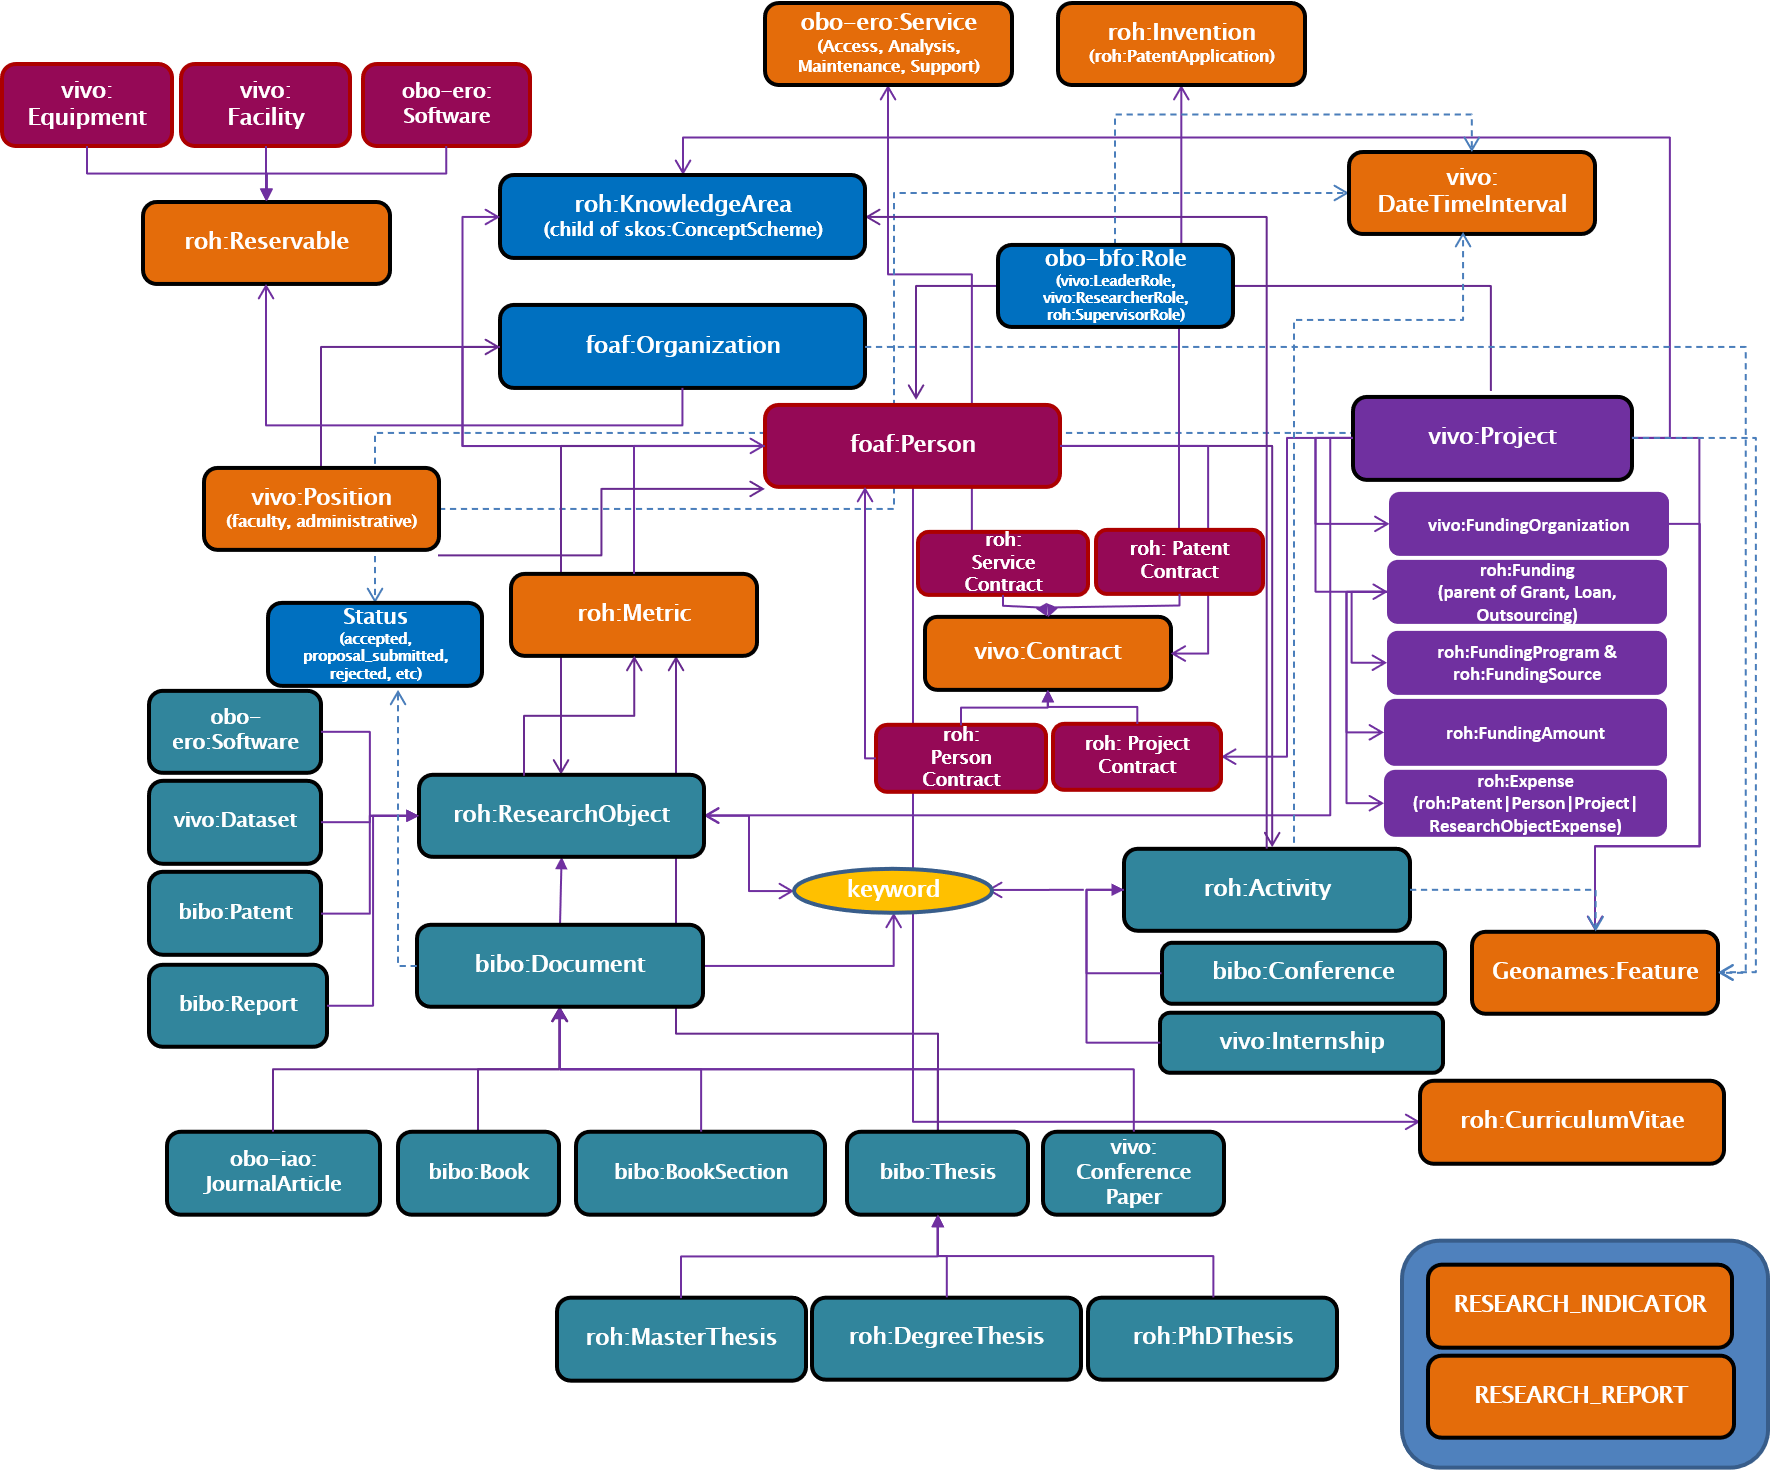 obo-ero:Service
(Access, Analysis,
Maintenance, Support)
roh:Invention
(roh:PatentApplication)
vivo:
Equipment
vivo:
Facility
obo-ero:
Software
vivo:
DateTimeInterval
roh:KnowledgeArea
(child of skos:ConceptScheme)
roh:Reservable
obo-bfo:Role
(vivo:LeaderRole,
vivo:ResearcherRole,
roh:SupervisorRole)
foaf:Organization
foaf:Person
vivo:Project
vivo:Position
(faculty, administrative)
vivo:FundingOrganization
roh:
Service
Contract
roh: Patent
Contract
roh:Funding
(parent of Grant, Loan,
Outsourcing)
Status
(accepted,
proposal_submitted,
rejected, etc)
roh:Metric
vivo:Contract
roh:FundingProgram &
roh:FundingSource
obo-
ero:Software
roh:
Person
Contract
roh: Project
Contract
roh:FundingAmount
vivo:Dataset
roh:ResearchObject
roh:Expense
(roh:Patent|Person|Project|
ResearchObjectExpense)
keyword
roh:Activity
bibo:Patent
bibo:Document
bibo:Conference
Geonames:Feature
bibo:Report
vivo:Internship
roh:CurriculumVitae
obo-iao:
JournalArticle
bibo:Book
bibo:BookSection
bibo:Thesis
vivo:
Conference
Paper
RESEARCH_INDICATOR
roh:MasterThesis
roh:DegreeThesis
roh:PhDThesis
RESEARCH_REPORT